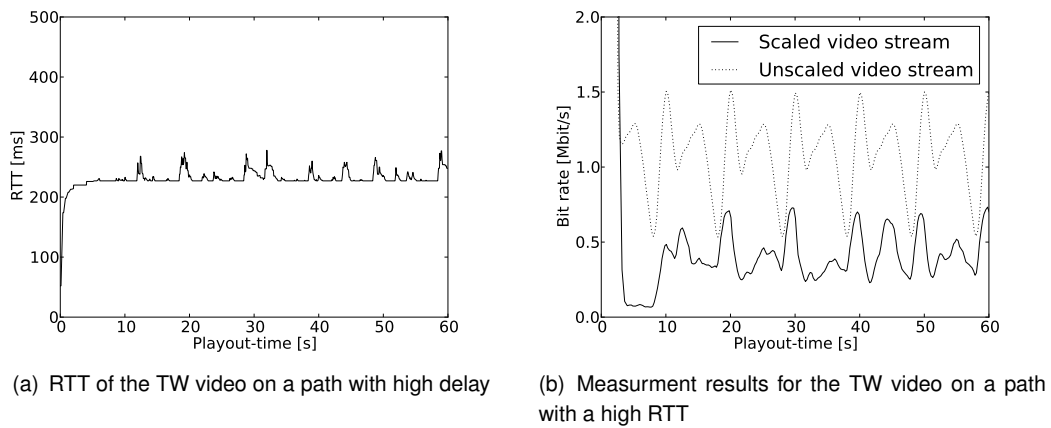 500
400
300
200
100
0
RTT [ms]
0 10 20 30 40 50 60
Playout-time [s]
(a) RTT of the TW video on a path with high delay
2.0
1.5
1.0
0.5
0.0
Bit rate [Mbit/s]
Scaled video stream
Unscaled video stream
0 10 20 30 40 50 60
Playout-time [s]
(b) Measurment results for the TW video on a path
with a high RTT